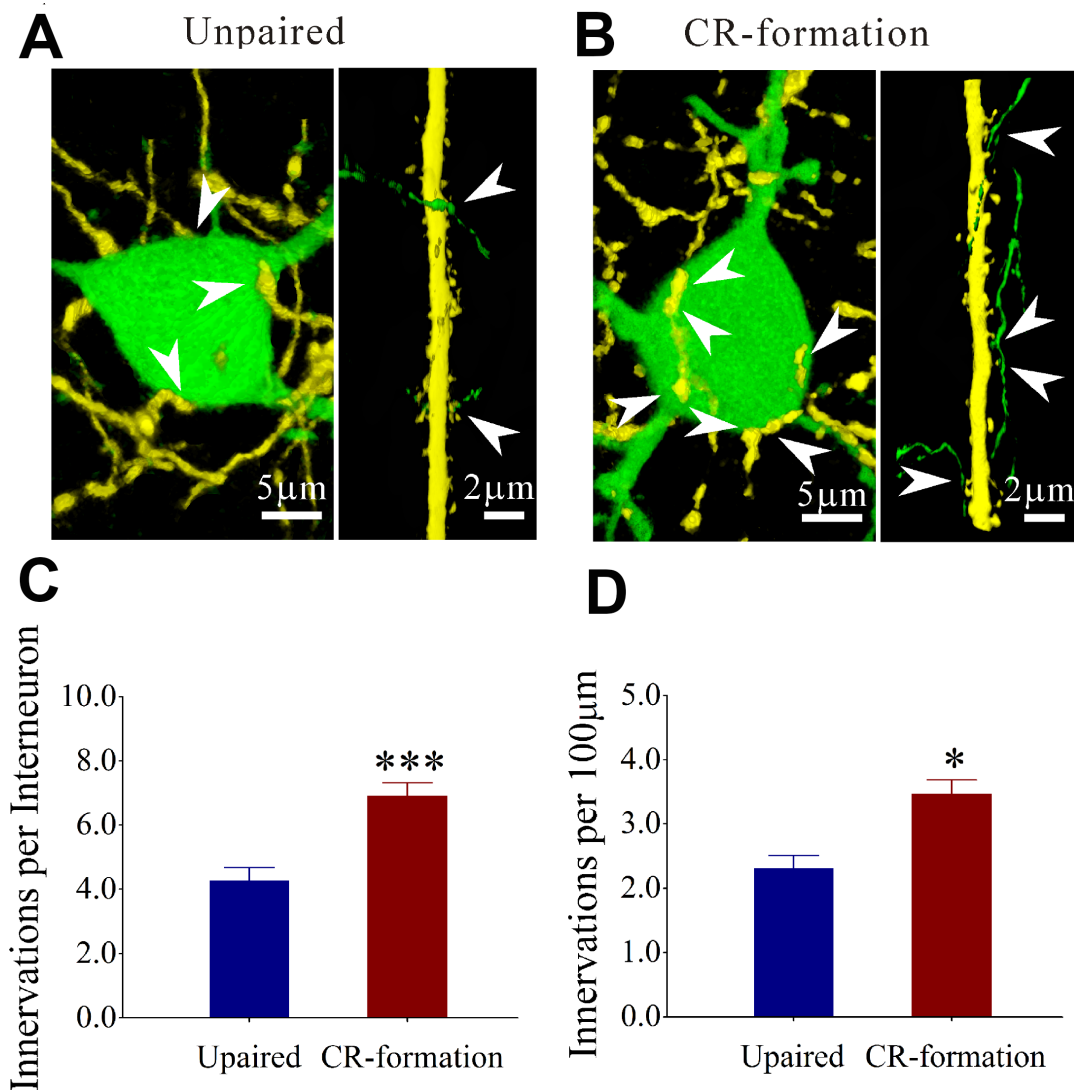 A Unpaired
B CR-formation
5μm
2μm
5μm
2μm
C
Innervations per Interneuron
10.0
8.0
6.0
4.0
2.0
0.0
***
Upaired CR-formation
D
Innervations per 100μm
5.0
4.0
3.0
2.0
1.0
0.0
*
Upaired CR-formation